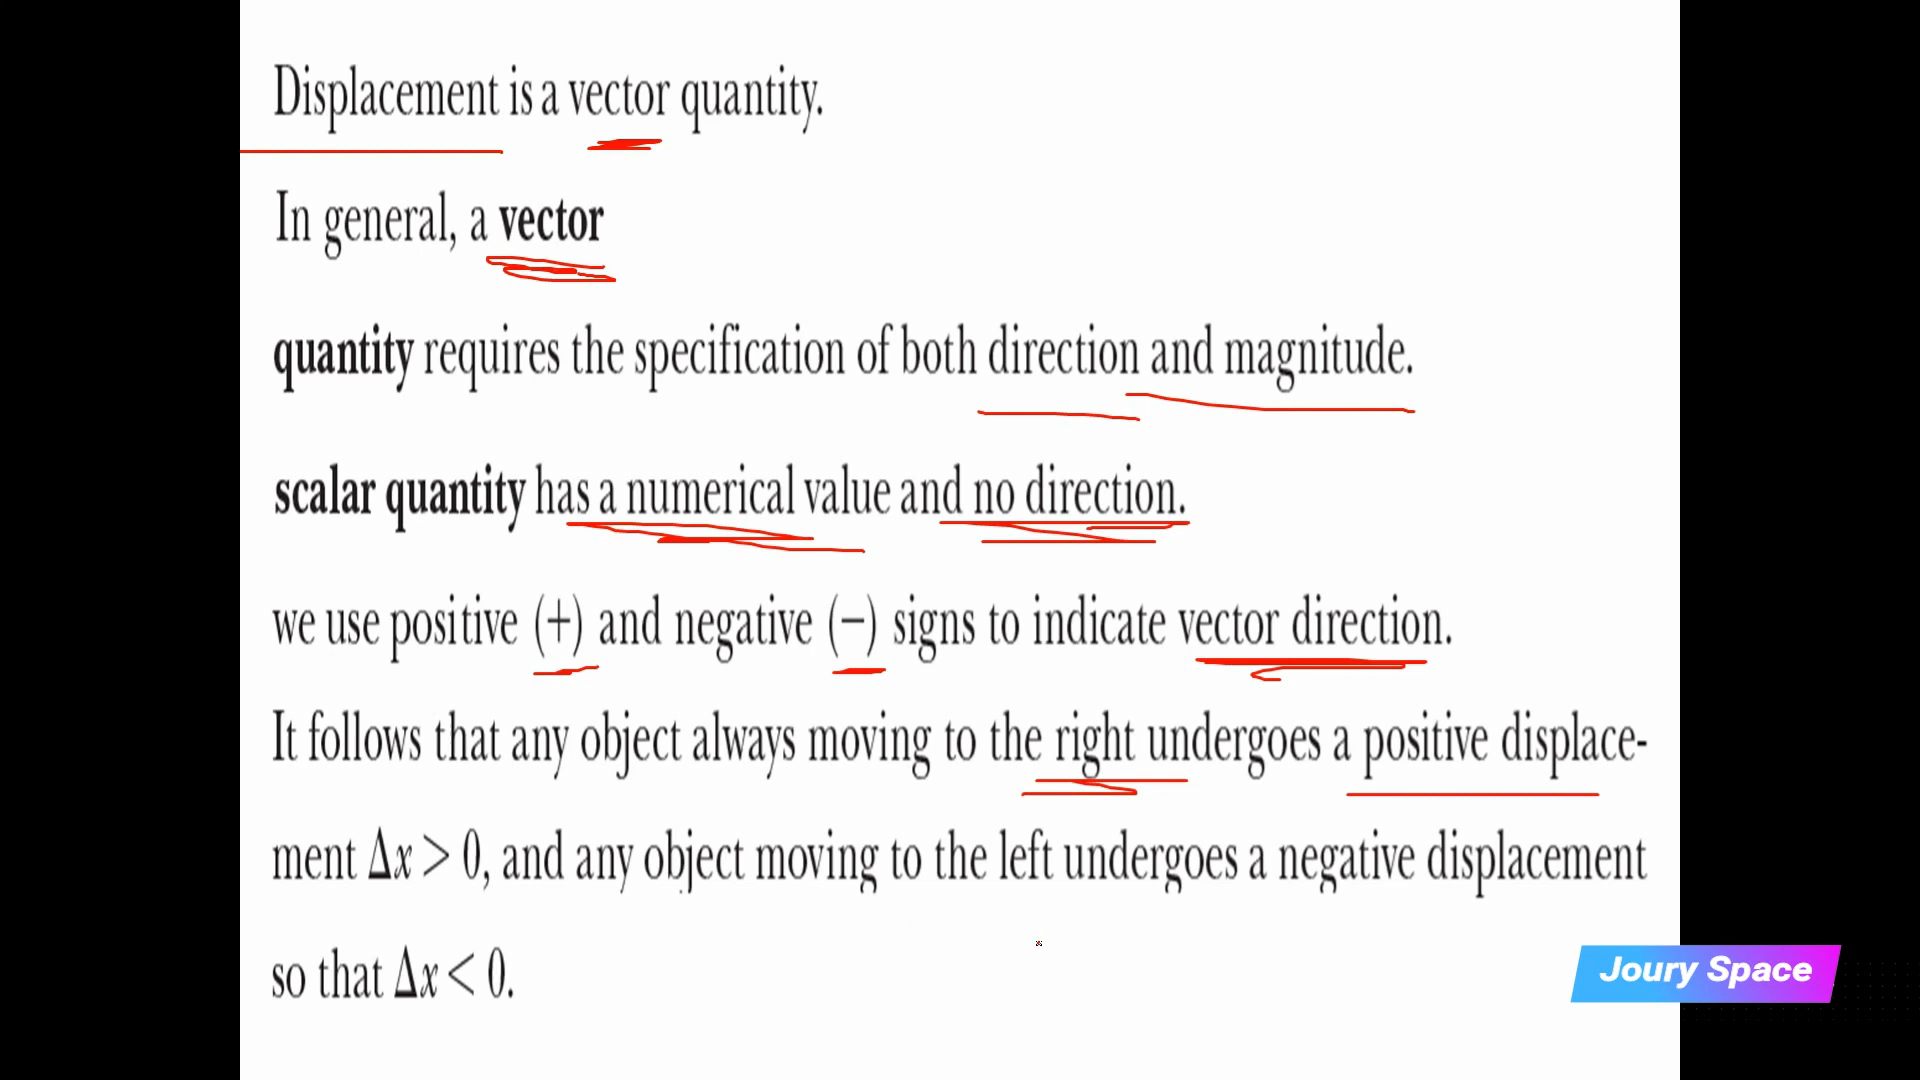 Displacement is a vector quantity.
In general, a vector
quantity requires the specification of both direction and magnitude.
scalar quantity has a numerical value and no direction.
we use positive (+) and negative (−) signs to indicate vector direction.
It follows that any object always moving to the right undergoes a positive displace-
ment Δx > 0, and any object moving to the left undergoes a negative displacement
so that Δx < 0.
Joury Space